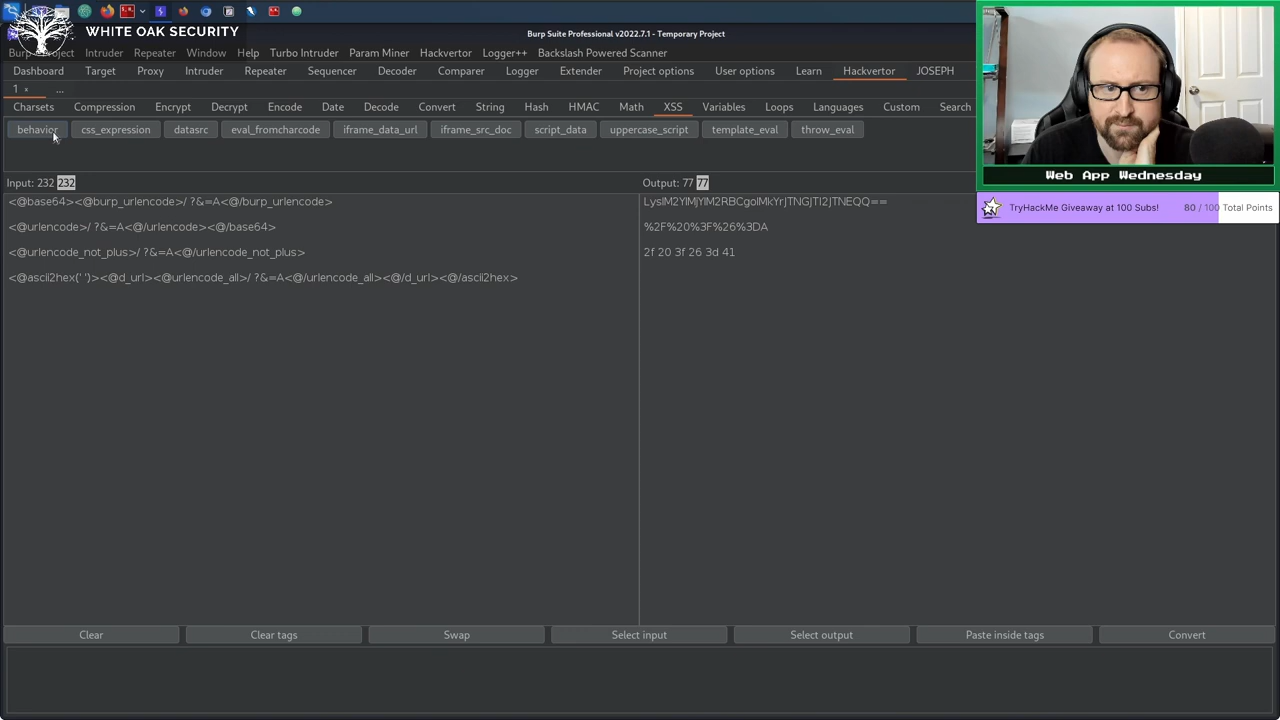 WHITE OAK SECURITY
Burp Suite Professional v2022.7.1 - Temporary Project
Burp Project Intruder Repeater Window Help Turbo Intruder Param Miner Hackvertor Logger++ Backslash Powered Scanner
Dashboard Target Proxy Intruder Repeater Sequencer Decoder Comparer Logger Extender Project options User options Learn Hackvertor JOSEPH
1 × ...
Charsets Compression Encrypt Decrypt Encode Date Decode Convert String Hash HMAC Math XSS Variables Loops Languages Custom Search
behavior css_expression datasrc eval_fromcharcode iframe_data_url iframe_src_doc script_data uppercase_script template_eval throw_eval
Web App Wednesday
TryHackMe Giveaway at 100 Subs! 80 / 100 Total Points
Input: 232 232
Output: 77 77
<@base64><@burp_urlencode>/ ?&=A<@/burp_urlencode>
<@urlencode>/ ?&=A<@/urlencode><@/base64>
<@urlencode_not_plus>/ ?&=A<@/urlencode_not_plus>
<@ascii2hex(' ')><@d_url><@urlencode_all>/ ?&=A<@/urlencode_all><@/d_url><@/ascii2hex>
%2F%20%3F%26%3DA
2f 20 3f 26 3d 41
Clear Clear tags Swap Select input Select output Paste inside tags Convert